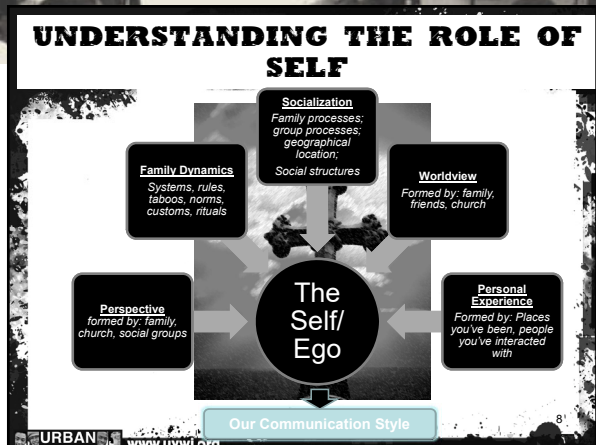 UNDERSTANDING THE ROLE OF
SELF
Socialization
Family processes;
group processes;
geographical
location;
Social structures
Family Dynamics
Systems, rules,
taboos, norms,
customs, rituals
Worldview
Formed by: family,
friends, church
Perspective
formed by: family,
church, social groups
The
Self/
Ego
Personal
Experience
Formed by: Places
you've been, people
you've interacted
with
Our Communication Style
8
URBAN